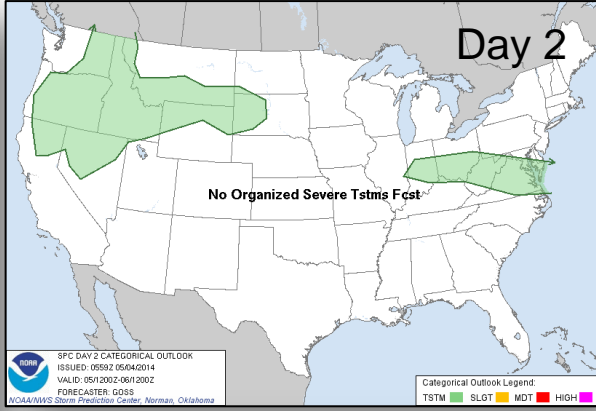 Day 2
No Organized Severe Tstms Fcst
NOAA
SPC DAY 2 CATEGORICAL OUTLOOK
ISSUED: 0559Z 05/04/2014
VALID: 05/1200Z-06/1200Z
FORECASTER: GOSS
NOAA/NWS Storm Prediction Center, Norman, Oklahoma
Categorical Outlook Legend:
TSTM SLGT MDT HIGH